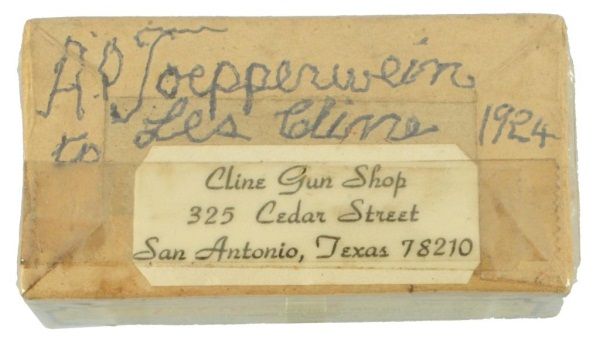 A.P. Toepperwein
to Les Cline 1924
Cline Gun Shop
325 Cedar Street
San Antonio, Texas 78210